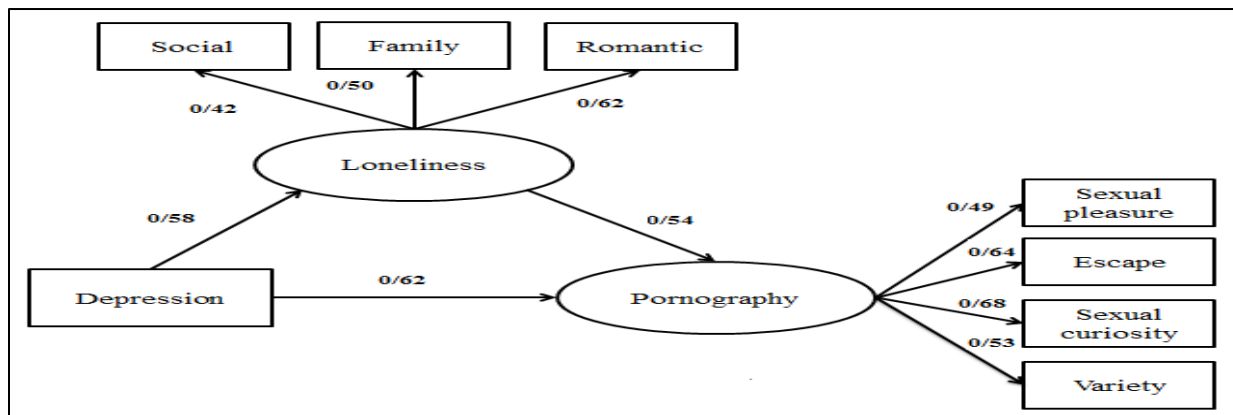 Social
Family
Romantic
0/42
0/50
0/62
Loneliness
0/58
0/54
Depression
0/62
Pornography
0/49
0/64
0/68
0/53
Sexual
pleasure
Escape
Sexual
curiosity
Variety